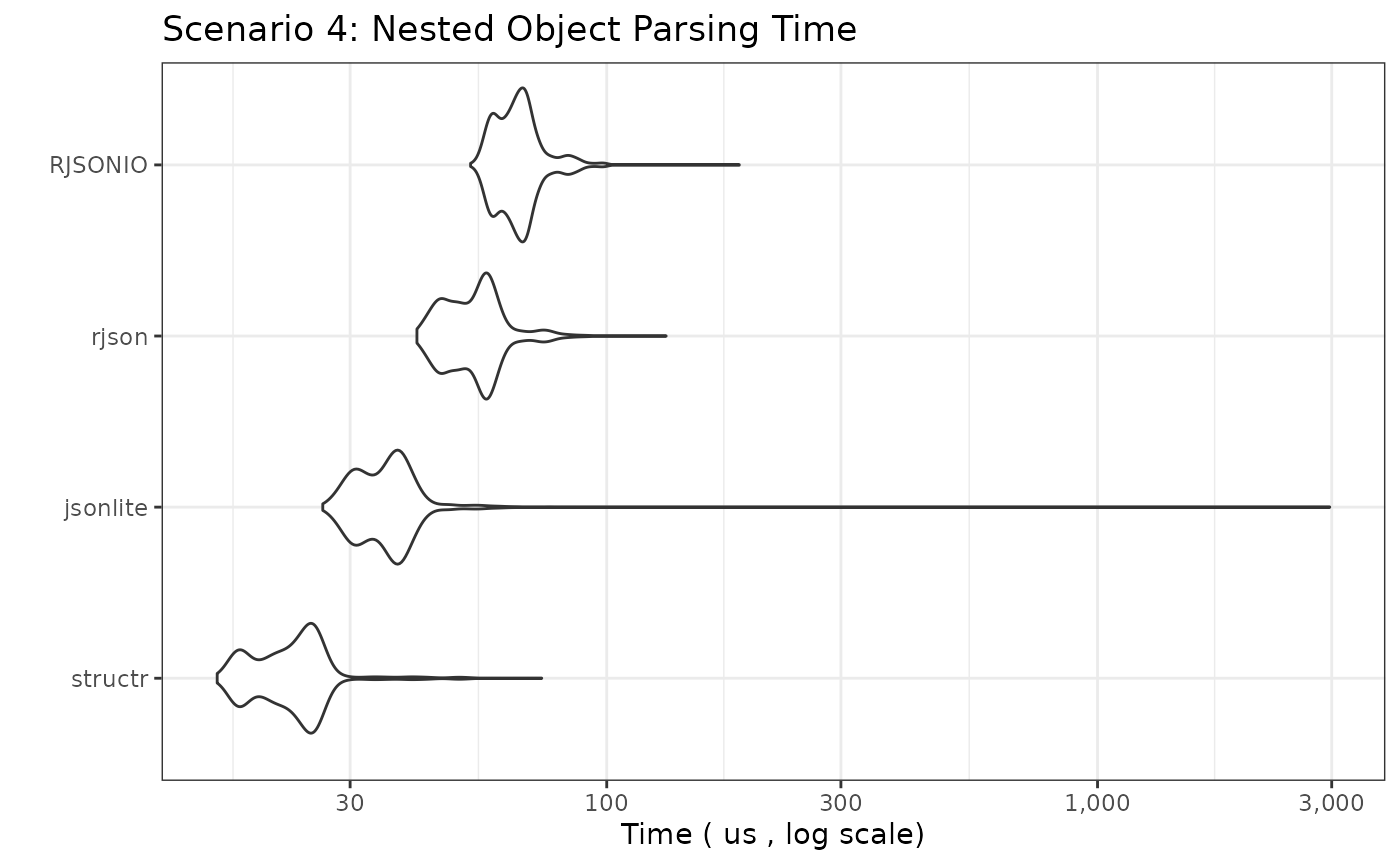 Scenario 4: Nested Object Parsing Time
RJSONIO
rjson
jsonlite
structr
30 100 300 1,000 3,000
Time ( us , log scale)